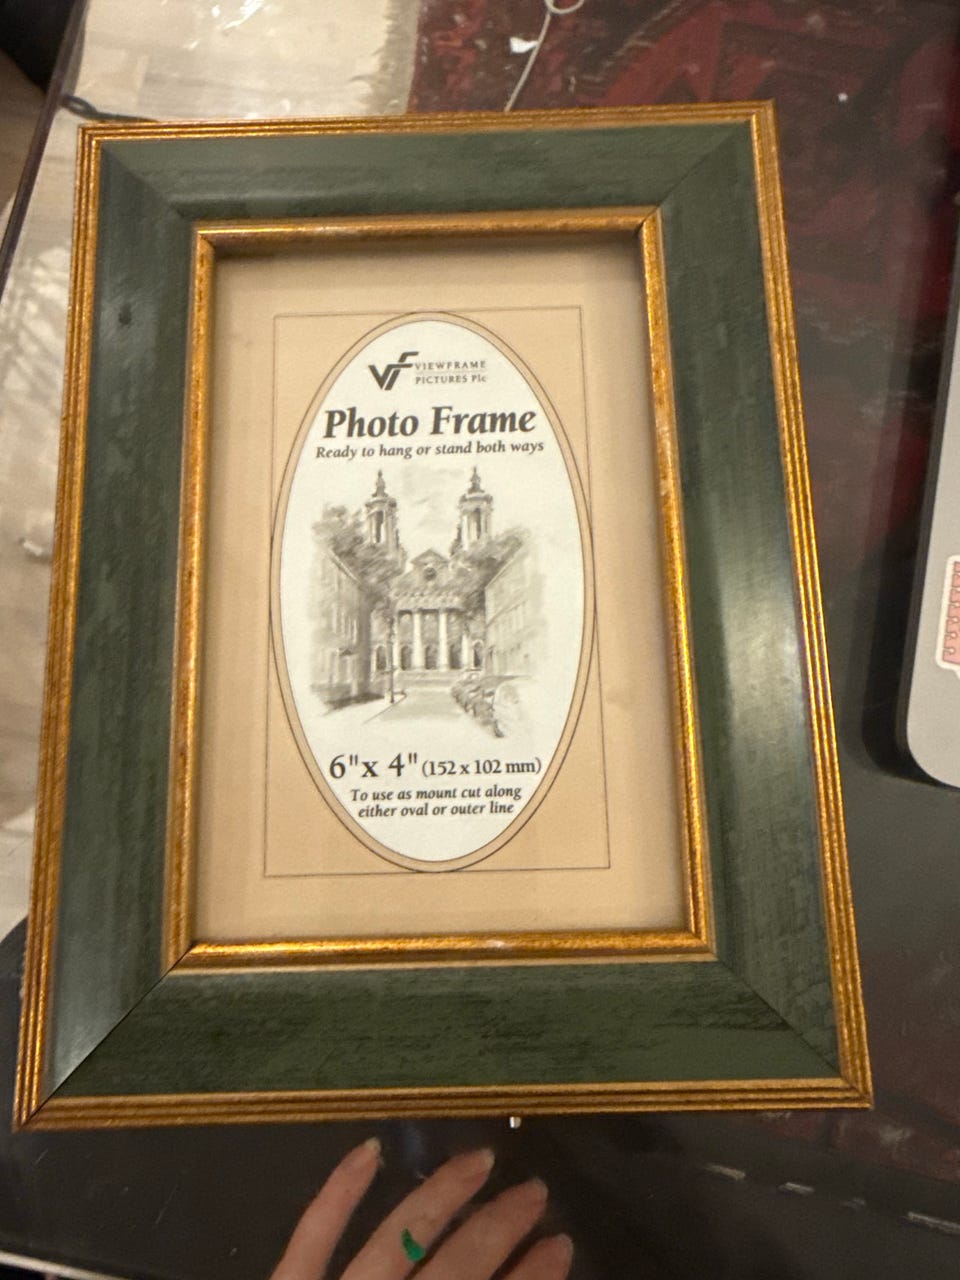 VF VIEWFRAME
PICTURES Plc
Photo Frame
Ready to hang or stand both ways
6"x 4" (152 x 102 mm)
To use as mount cut along
either oval or outer line